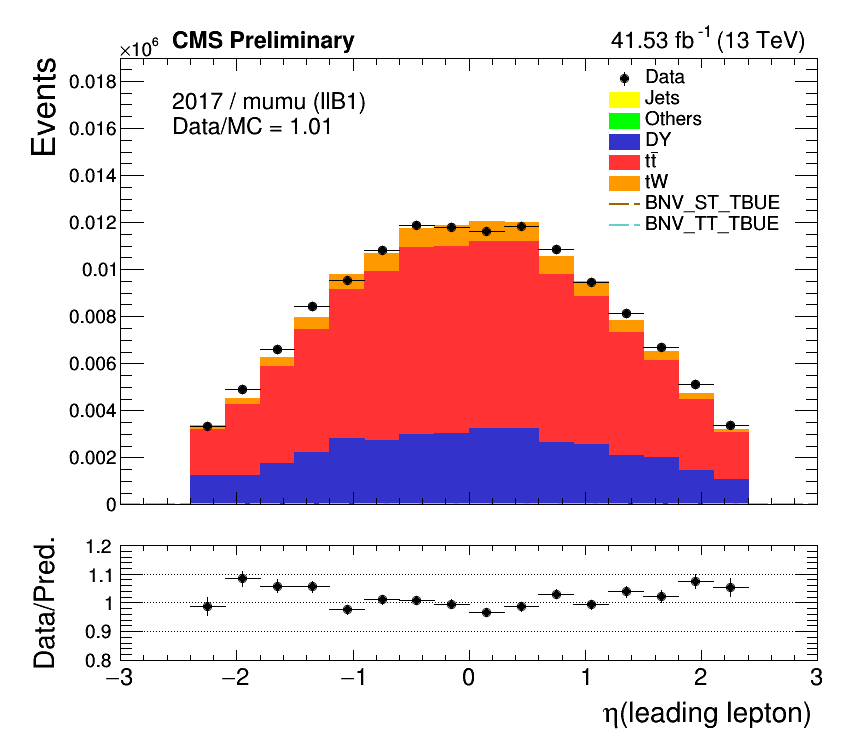 ×10⁶ CMS Preliminary 41.53 fb⁻¹ (13 TeV)
Events
2017 / mumu (llB1)
Data/MC = 1.01
Data
Jets
Others
DY
tt̄
tW
BNV_ST_TBUE
BNV_TT_TBUE
0.018
0.016
0.014
0.012
0.01
0.008
0.006
0.004
0.002
0
Data/Pred.
1.2
1.1
1
0.9
0.8
−3 −2 −1 0 1 2 3
η(leading lepton)